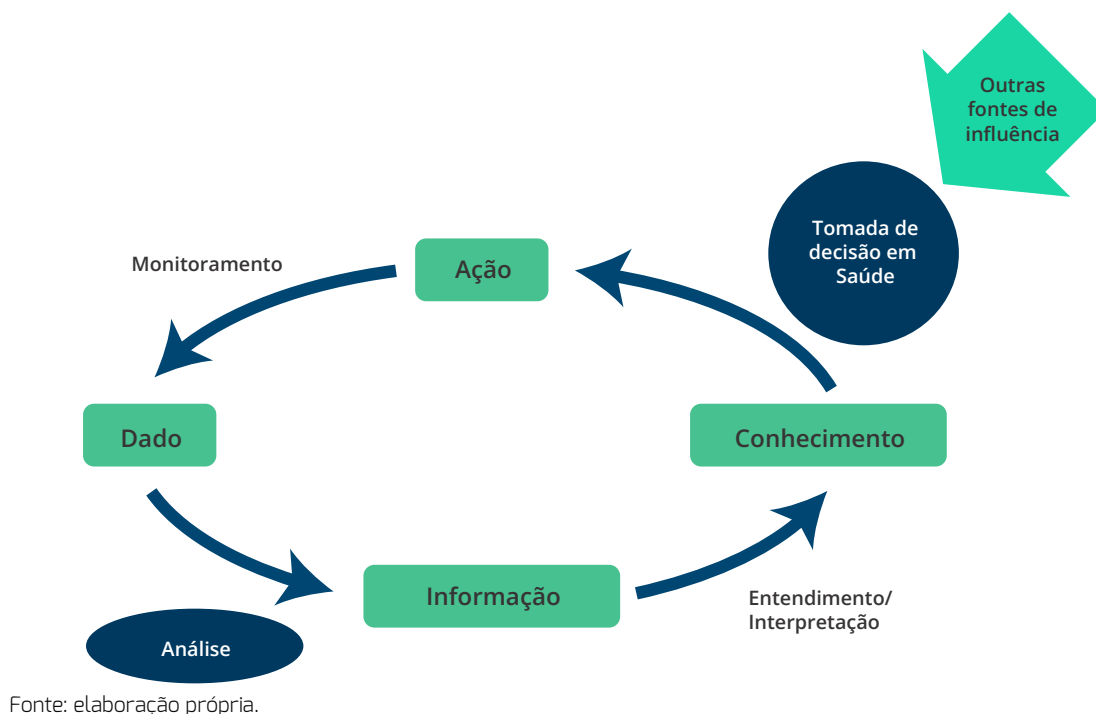 Outras
fontes de
influência
Tomada de
decisão em
Saúde
Monitoramento
Ação
Dado
Conhecimento
Informação
Entendimento/
Interpretação
Análise
Fonte: elaboração própria.